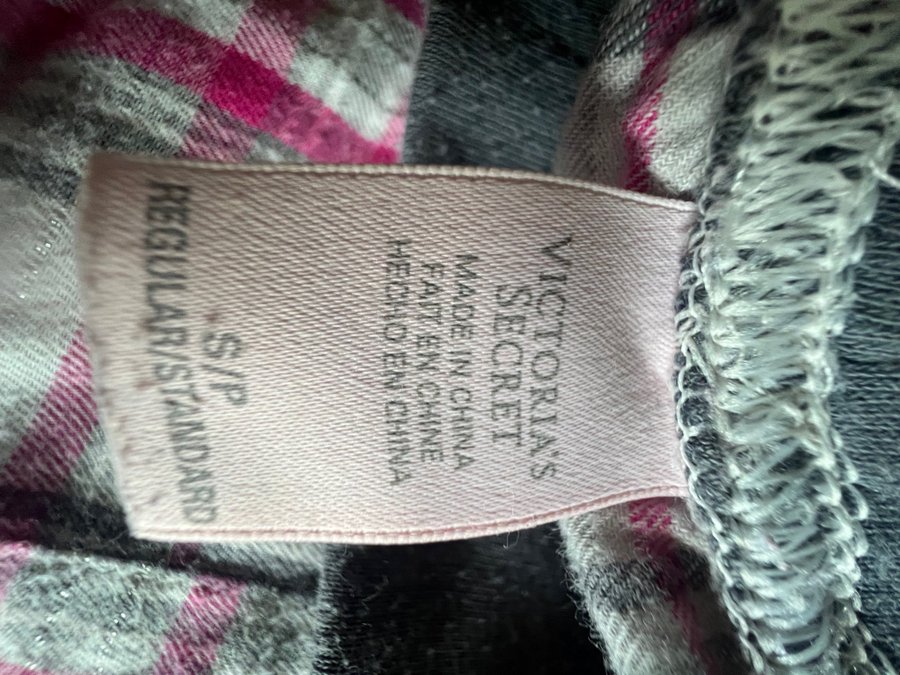 VICTORIA'S
SECRET
MADE IN CHINA
FAIT EN CHINE
HECHO EN CHINA
S/P
REGULAR/STANDARD